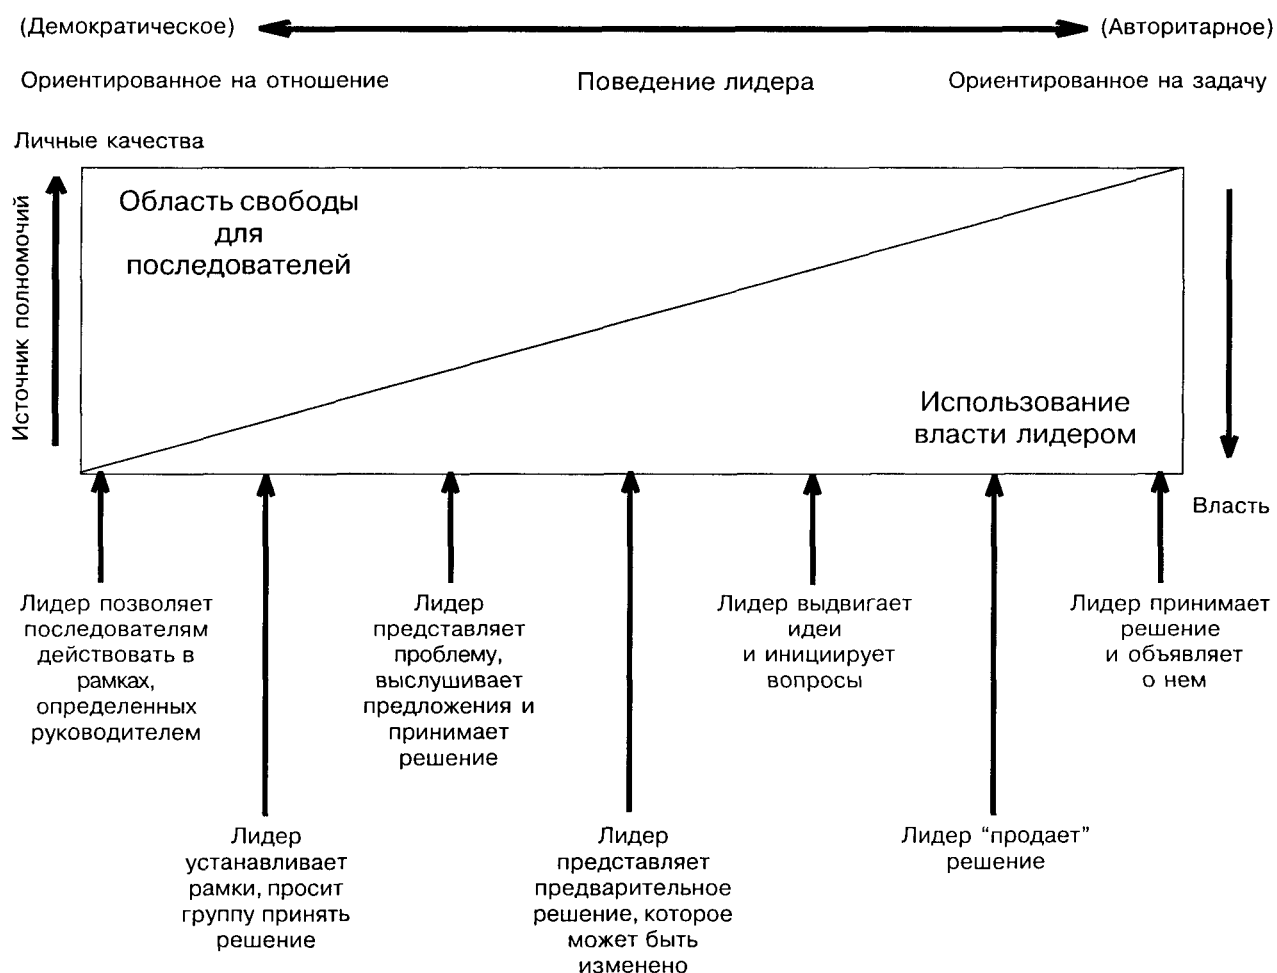 (Демократическое)
(Авторитарное)
Ориентированное на отношение
Поведение лидера
Ориентированное на задачу
Личные качества
Источник полномочий
Область свободы
для
последователей
Использование
власти лидером
Власть
Лидер позволяет
последователям
действовать в
рамках,
определенных
руководителем
Лидер
устанавливает
рамки, просит
группу принять
решение
Лидер
представляет
проблему,
выслушивает
предложения и
принимает
решение
Лидер
представляет
предварительное
решение, которое
может быть
изменено
Лидер выдвигает
идеи
и инициирует
вопросы
Лидер “продает”
решение
Лидер принимает
решение
и объявляет
о нем